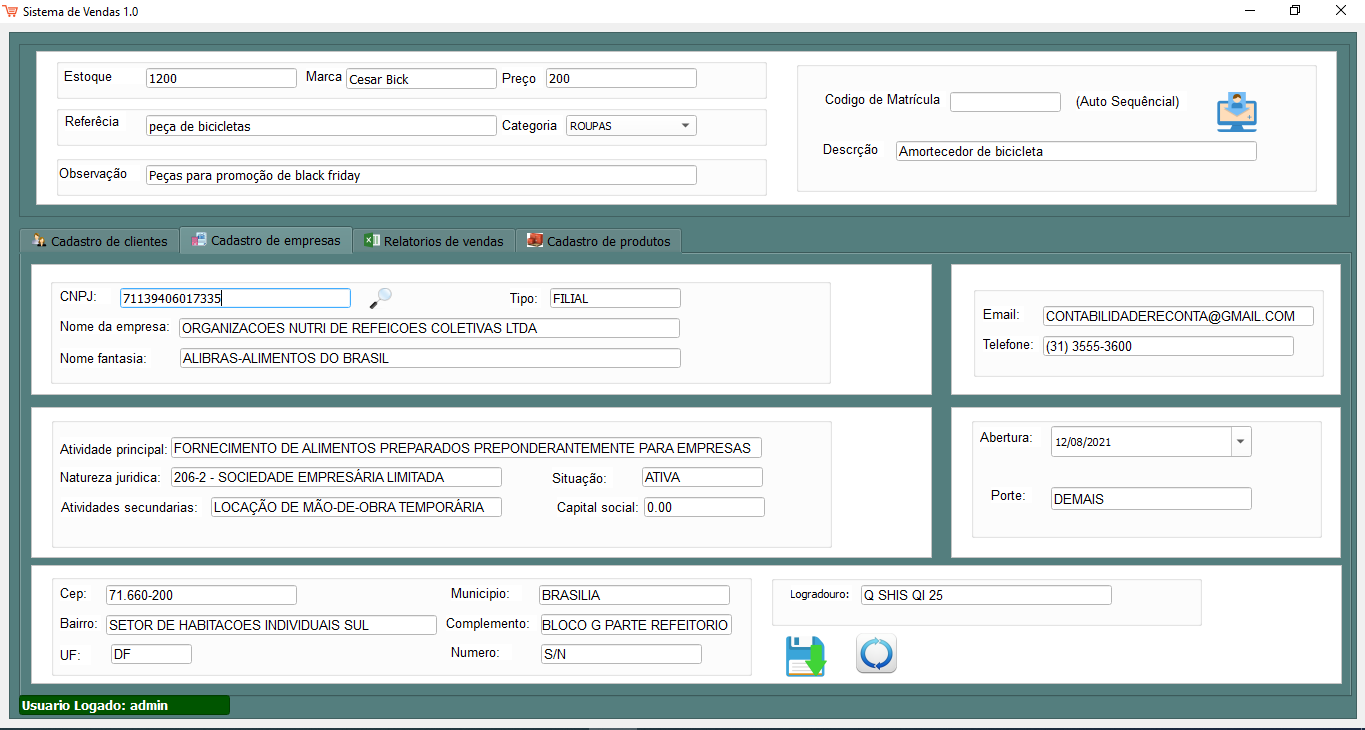 Sistema de Vendas 1.0
Estoque 1200 Marca Cesar Bick Preço 200
Referêcia peça de bicicletas Categoria ROUPAS
Observação Peças para promoção de black friday
Codigo de Matrícula (Auto Sequêncial)
Descrção Amortecedor de bicicleta
Cadastro de clientes Cadastro de empresas Relatorios de vendas Cadastro de produtos
CNPJ: 71139406017335 Tipo: FILIAL
Nome da empresa: ORGANIZACOES NUTRI DE REFEICOES COLETIVAS LTDA
Nome fantasia: ALIBRAS-ALIMENTOS DO BRASIL
Email: CONTABILIDADERECONTA@GMAIL.COM
Telefone: (31) 3555-3600
Atividade principal: FORNECIMENTO DE ALIMENTOS PREPARADOS PREPONDERANTEMENTE PARA EMPRESAS
Natureza juridica: 206-2 - SOCIEDADE EMPRESÁRIA LIMITADA Situação: ATIVA
Atividades secundarias: LOCAÇÃO DE MÃO-DE-OBRA TEMPORÁRIA Capital social: 0.00
Abertura: 12/08/2021
Porte: DEMAIS
Cep: 71.660-200 Municipio: BRASILIA
Bairro: SETOR DE HABITACOES INDIVIDUAIS SUL Complemento: BLOCO G PARTE REFEITORIO
UF: DF Numero: S/N
Logradouro: Q SHIS QI 25
Usuario Logado: admin